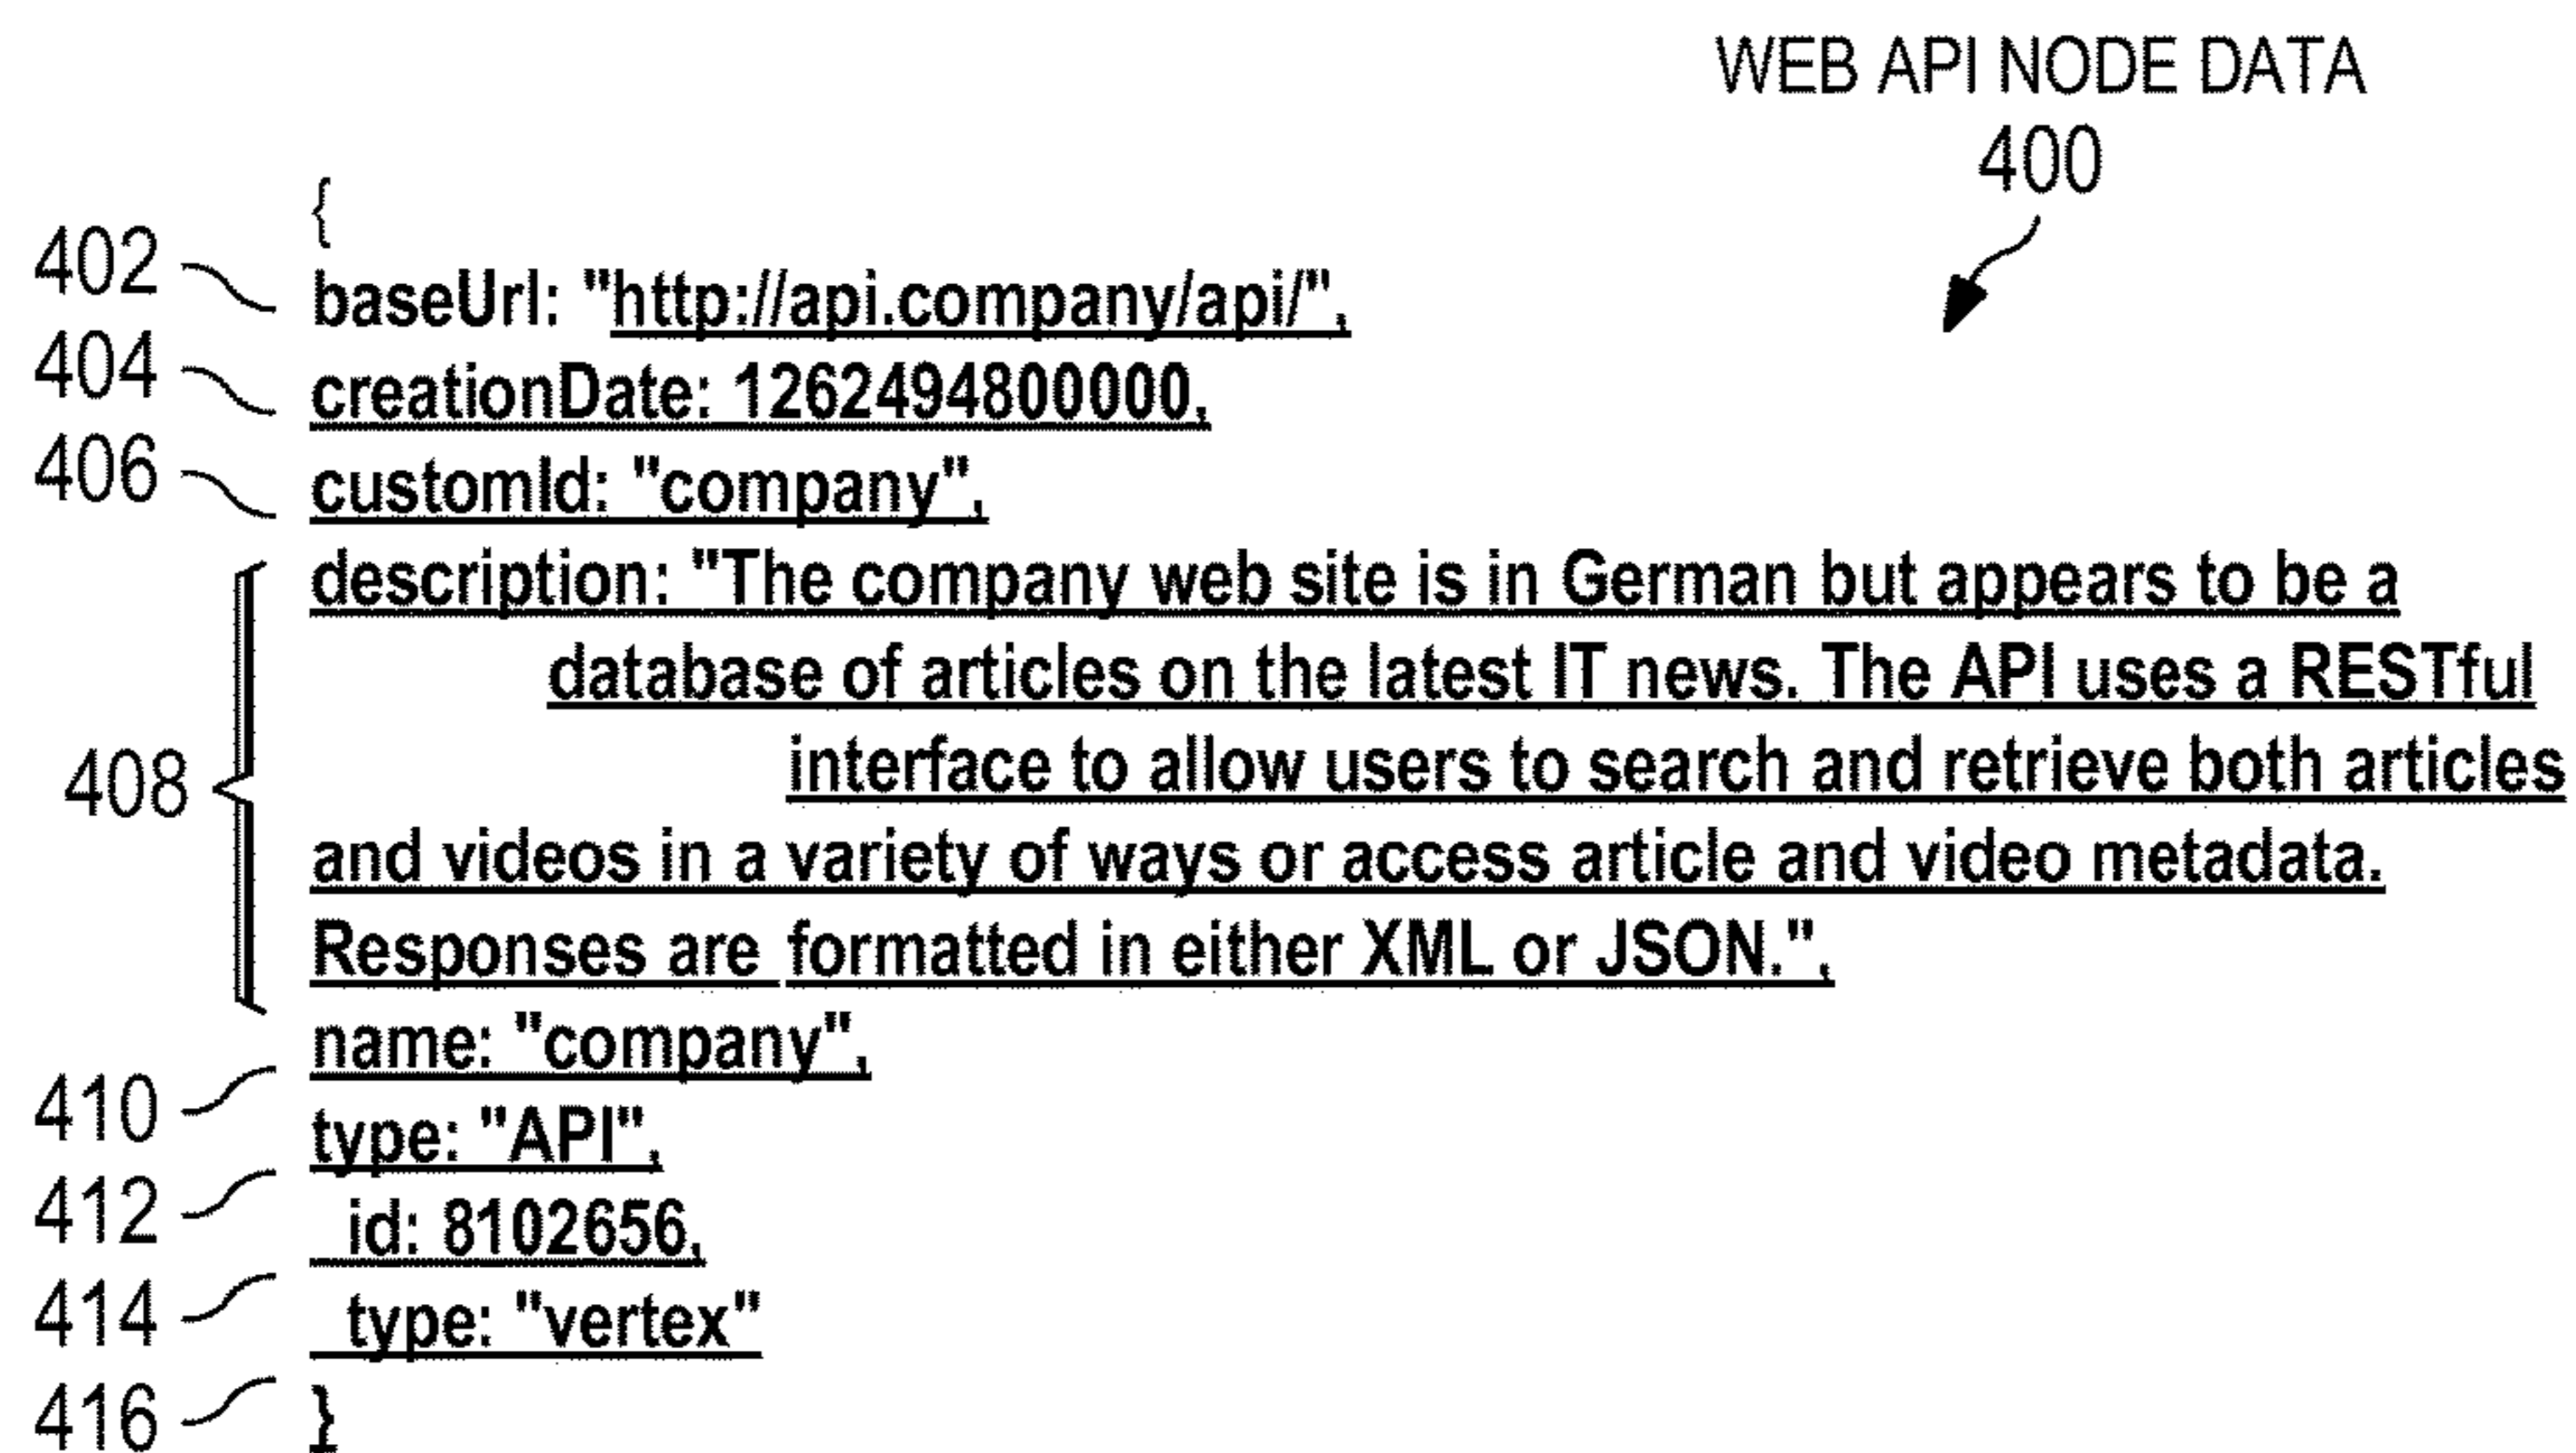 WEB API NODE DATA
400
{
402 baseUrl: "http://api.company/api/",
404 creationDate: 1262494800000,
406 customId: "company",
description: "The company web site is in German but appears to be a
database of articles on the latest IT news. The API uses a RESTful
408 interface to allow users to search and retrieve both articles
and videos in a variety of ways or access article and video metadata.
Responses are formatted in either XML or JSON.",
410 name: "company",
412 type: "API",
414 id: 8102656,
416 type: "vertex"
}